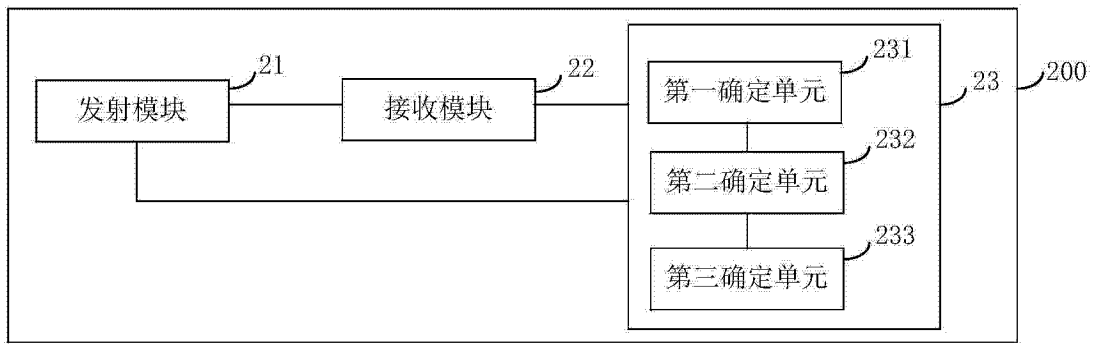 21
发射模块
22
接收模块
231
第一确定单元
232
第二确定单元
233
第三确定单元
23
200